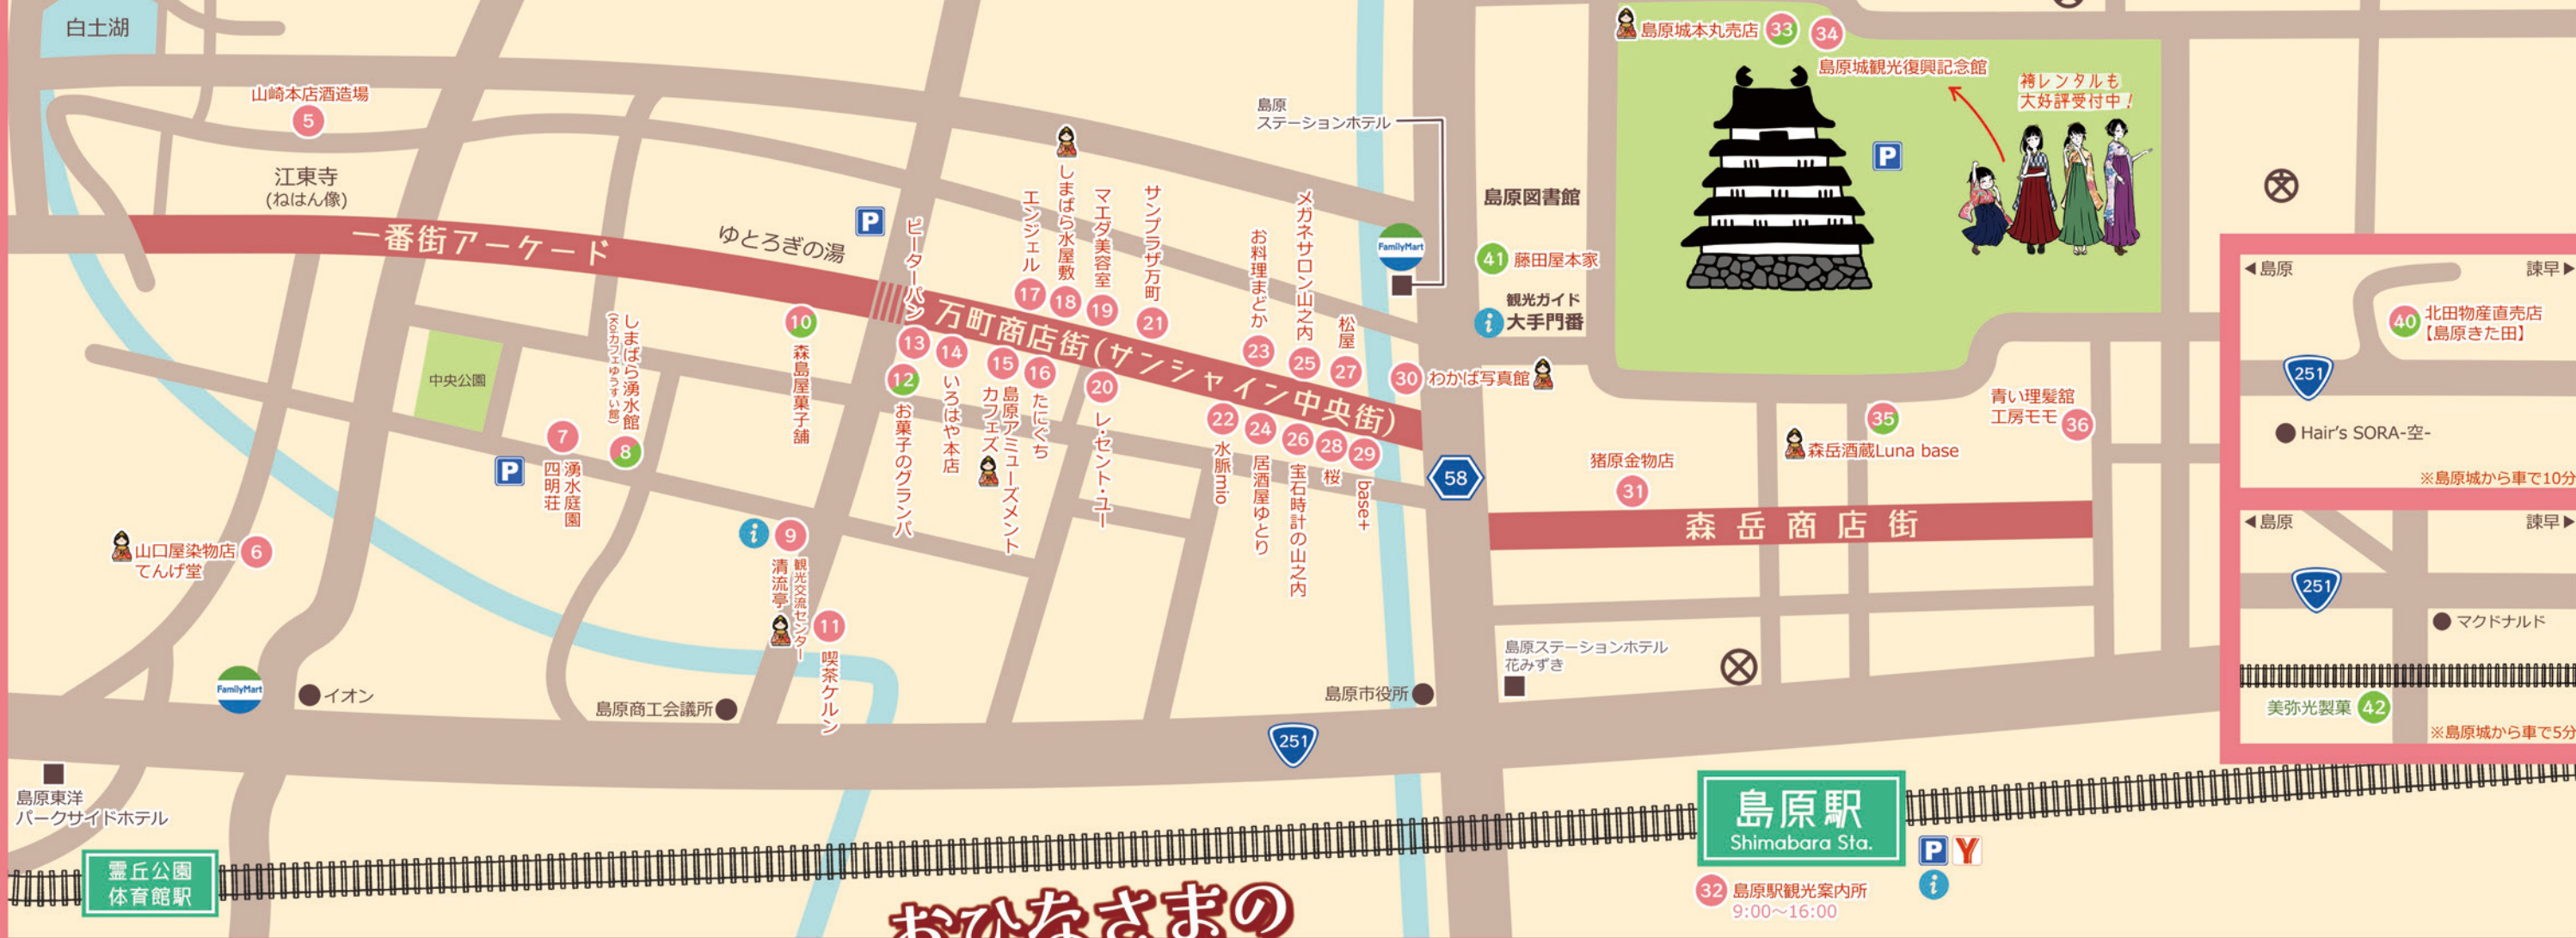 白土湖
山崎本店酒造場
5
江東寺
(ねはん像)
一番街アーケード
ゆとろぎの湯
P
ピーターパン
13
12
お菓子のグランパ
14
いろはや本店
エンジェル
17
しまばら水屋敷
18
マエダ美容室
19
サンプラザ万町
21
万町商店街(サンシャイン中央街)
15
島原アミューズメント
カフェズ
16
たにぐち
20
レ・セント・ユー
お料理まどか
23
メガネサロン山之内
25
松屋
27
22
水脈mio
24
居酒屋ゆとり
26
宝石時計の山之内
28
桜
29
base+
30
わかば写真館
島原
ステーションホテル
FamilyMart
島原図書館
41
藤田屋本家
観光ガイド
i
大手門番
58
島原城本丸売店
33
34
島原城観光復興記念館
袴レンタルも
大好評受付中!
P
35
森岳酒蔵Luna base
青い理髪館
工房モモ
36
猪原金物店
31
森岳商店街
中央公園
7
湧水庭園
四明荘
P
しまばら湧水館
(Koiカフェゆうすい館)
8
10
森島屋菓子舗
山口屋染物店
てんげ堂
6
i
9
観光交流センター
清流亭
11
喫茶ケルン
FamilyMart
イオン
島原商工会議所
島原市役所
島原ステーションホテル
花みずき
251
島原東洋
パークサイドホテル
霊丘公園
体育館駅
島原駅
Shimabara Sta.
P
Y
i
32
島原駅観光案内所
9:00～16:00
おひなさまの
◀島原
諫早▶
40
北田物産直売店
【島原きた田】
251
Hair's SORA-空-
※島原城から車で10分
◀島原
諫早▶
251
マクドナルド
美弥光製菓
42
※島原城から車で5分